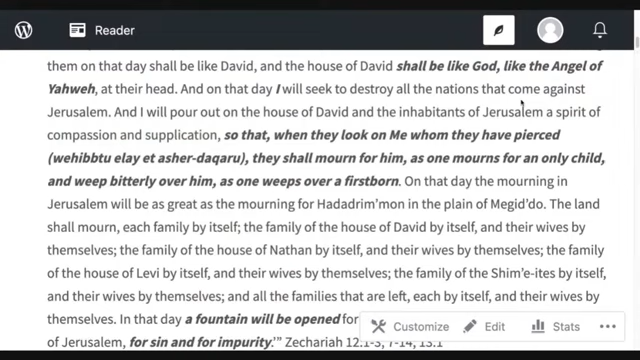 Reader
them on that day shall be like David, and the house of David shall be like God, like the Angel of
Yahweh, at their head. And on that day I will seek to destroy all the nations that come against
Jerusalem. And I will pour out on the house of David and the inhabitants of Jerusalem a spirit of
compassion and supplication, so that, when they look on Me whom they have pierced
(wehibbtu elay et asher-daqaru), they shall mourn for him, as one mourns for an only child,
and weep bitterly over him, as one weeps over a firstborn. On that day the mourning in
Jerusalem will be as great as the mourning for Hadadrim’mon in the plain of Megid’do. The land
shall mourn, each family by itself; the family of the house of David by itself, and their wives by
themselves; the family of the house of Nathan by itself, and their wives by themselves; the family
of the house of Levi by itself, and their wives by themselves; the family of the Shim’e-ites by itself,
and their wives by themselves; and all the families that are left, each by itself, and their wives by
themselves. In that day a fountain will be opened for
of Jerusalem, for sin and for impurity.’” Zechariah 12:1-3, 7-14, 13:1
Customize Edit Stats